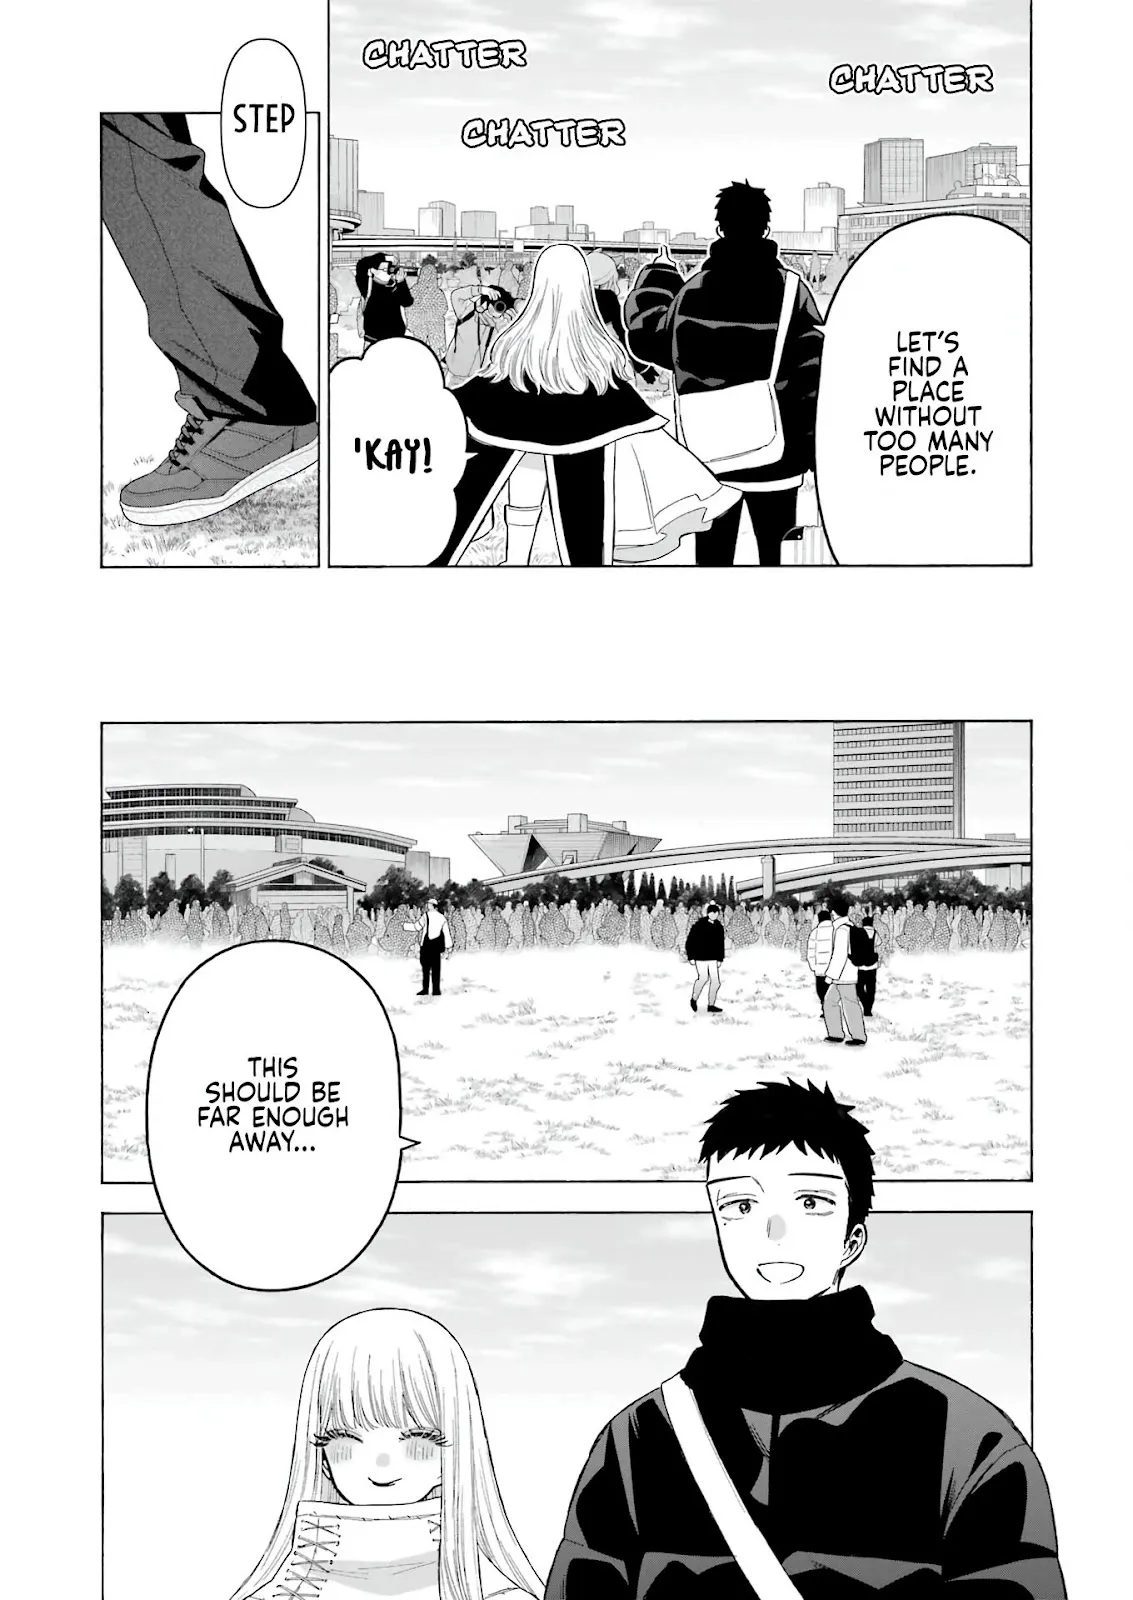 CHATTER
CHATTER
CHATTER
LET'S
FIND A
PLACE
WITHOUT
TOO MANY
PEOPLE.
'KAY!
STEP
THIS
SHOULD BE
FAR ENOUGH
AWAY...